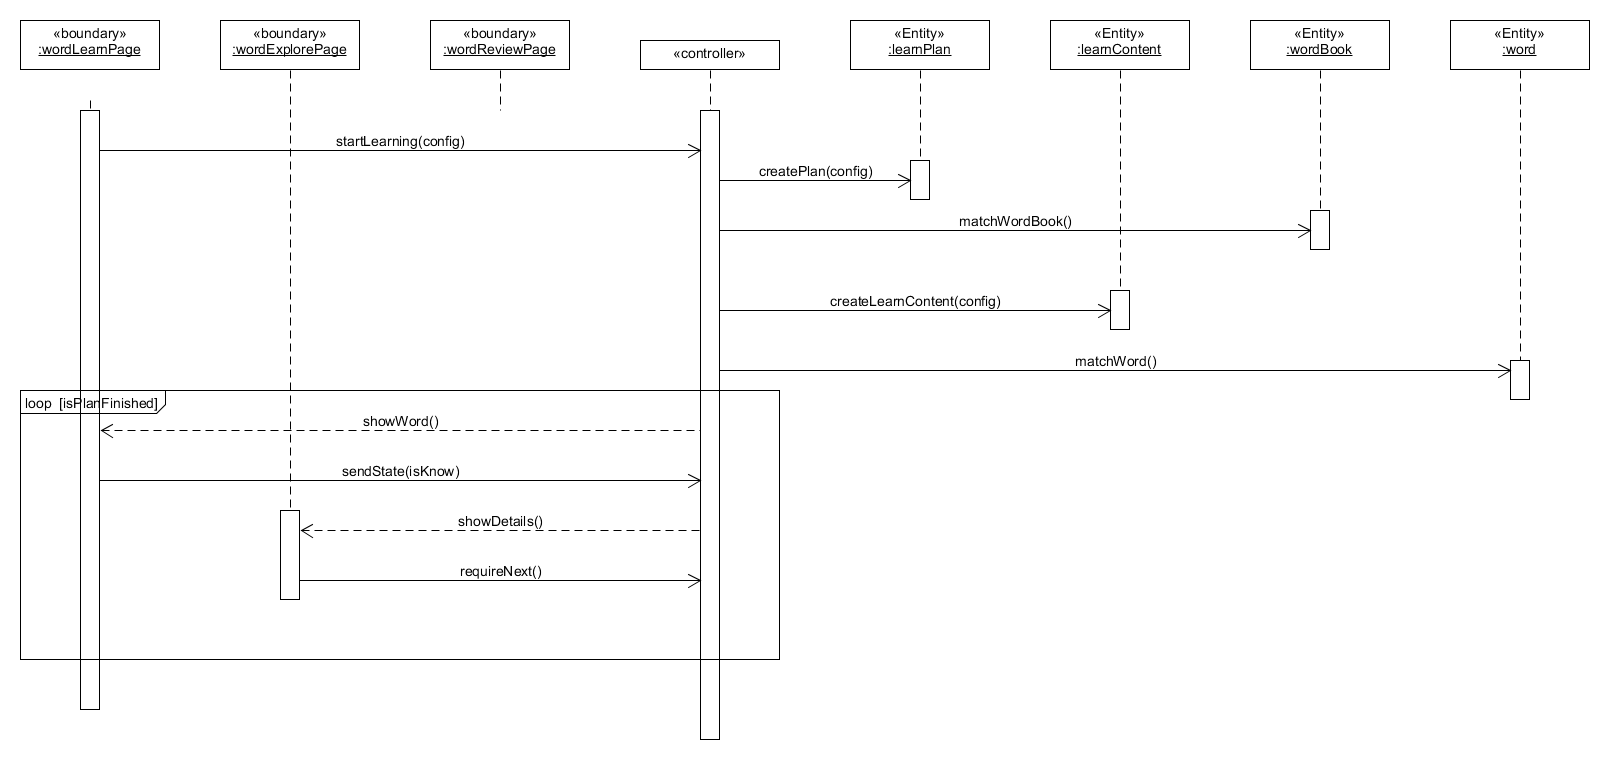 «boundary»
:wordLearnPage
«boundary»
:wordExplorePage
«boundary»
:wordReviewPage
«controller»
«Entity»
:learnPlan
«Entity»
:learnContent
«Entity»
:wordBook
«Entity»
:word
startLearning(config)
createPlan(config)
matchWordBook()
createLearnContent(config)
matchWord()
loop [isPlanFinished]
showWord()
sendState(isKnow)
showDetails()
requireNext()